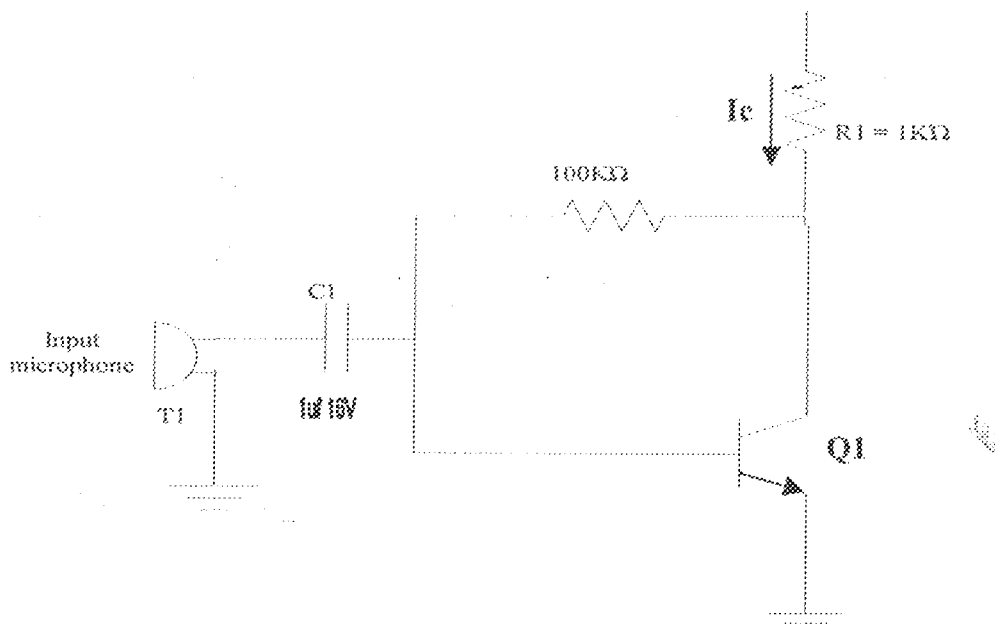 Ic
R1 = 1KΩ
100KΩ
C1
Input
microphone
T1
1uf 16V
Q1